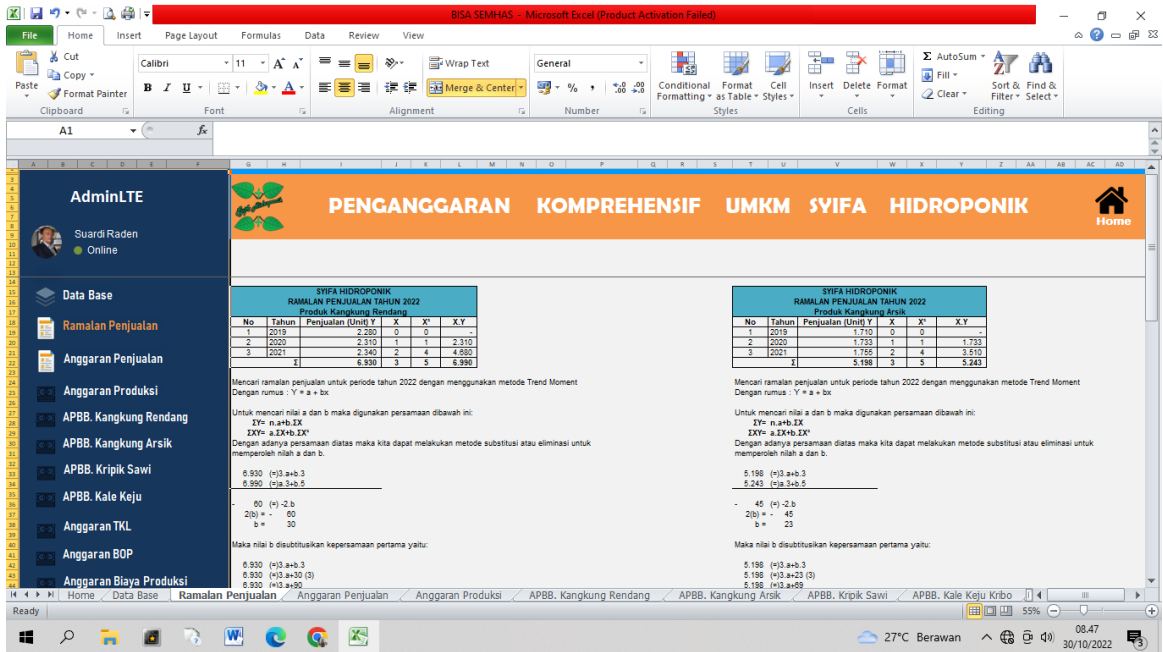 BISA SEMHAS - Microsoft Excel (Product Activation Failed)
File Home Insert Page Layout Formulas Data Review View
Cut
Copy
Format Painter
Paste
Clipboard
Calibri 11
B I U
Font
Wrap Text
Merge & Center
Alignment
General
Number
Conditional Formatting
Format as Table
Cell Styles
Styles
Insert Delete Format
Cells
AutoSum
Fill
Clear
Sort & Filter
Find & Select
Editing
A1 fx
A B C D E F G H I J K L M N O P Q R S T U V W X Y Z AA AB AC AD
AdminLTE
Suardi Raden
Online
Data Base
Ramalan Penjualan
Anggaran Penjualan
Anggaran Produksi
APBB. Kangkung Rendang
APBB. Kangkung Arsik
APBB. Kripik Sawi
APBB. Kale Keju
Anggaran TKL
Anggaran BOP
Anggaran Biaya Produksi
PENGANGGARAN KOMPREHENSIF UMKM SYIFA HIDROPONIK
Home
SYIFA HIDROPONIK
RAMALAN PENJUALAN TAHUN 2022
Produk Kangkung Rendang
No Tahun Penjualan (Unit) Y X X² X.Y
1 2019 2.280 0 0 -
2 2020 2.310 1 1 2.310
3 2021 2.340 2 4 4.680
Σ 6.930 3 5 6.990
Mencari ramalan penjualan untuk periode tahun 2022 dengan menggunakan metode Trend Moment
Dengan rumus : Y = a + bx
Untuk mencari nilai a dan b maka digunakan persamaan dibawah ini:
ΣY= n.a+b.ΣX
ΣXY= a.ΣX+b.ΣX²
Dengan adanya persamaan diatas maka kita dapat melakukan metode substitusi atau eliminasi untuk
memperoleh nilah a dan b.
6.930 (=)3.a+b.3
6.990 (=)a.3+b.5
- 60 (=) -2.b
2(b) = - 60
b = 30
Maka nilai b disubtitusikan kepersamaan pertama yaitu:
6.930 (=)3.a+b.3
6.930 (=)3.a+30 (3)
6.930 (=)3.a+90
SYIFA HIDROPONIK
RAMALAN PENJUALAN TAHUN 2022
Produk Kangkung Arsik
No Tahun Penjualan (Unit) Y X X² X.Y
1 2019 1.710 0 0 -
2 2020 1.733 1 1 1.733
3 2021 1.755 2 4 3.510
Σ 5.198 3 5 5.243
Mencari ramalan penjualan untuk periode tahun 2022 dengan menggunakan metode Trend Moment
Dengan rumus : Y = a + bx
Untuk mencari nilai a dan b maka digunakan persamaan dibawah ini:
ΣY= n.a+b.ΣX
ΣXY= a.ΣX+b.ΣX²
Dengan adanya persamaan diatas maka kita dapat melakukan metode substitusi atau eliminasi untuk
memperoleh nilah a dan b.
5.198 (=)3.a+b.3
5.243 (=)a.3+b.5
- 45 (=) -2.b
2(b) = - 45
b = 23
Maka nilai b disubtitusikan kepersamaan pertama yaitu:
5.198 (=)3.a+b.3
5.198 (=)3.a+23 (3)
5.198 (=)3.a+69
Home Data Base Ramalan Penjualan Anggaran Penjualan Anggaran Produksi APBB. Kangkung Rendang APBB. Kangkung Arsik APBB. Kripik Sawi APBB. Kale Keju Kribo
Ready 55%
27°C Berawan 08.47
30/10/2022